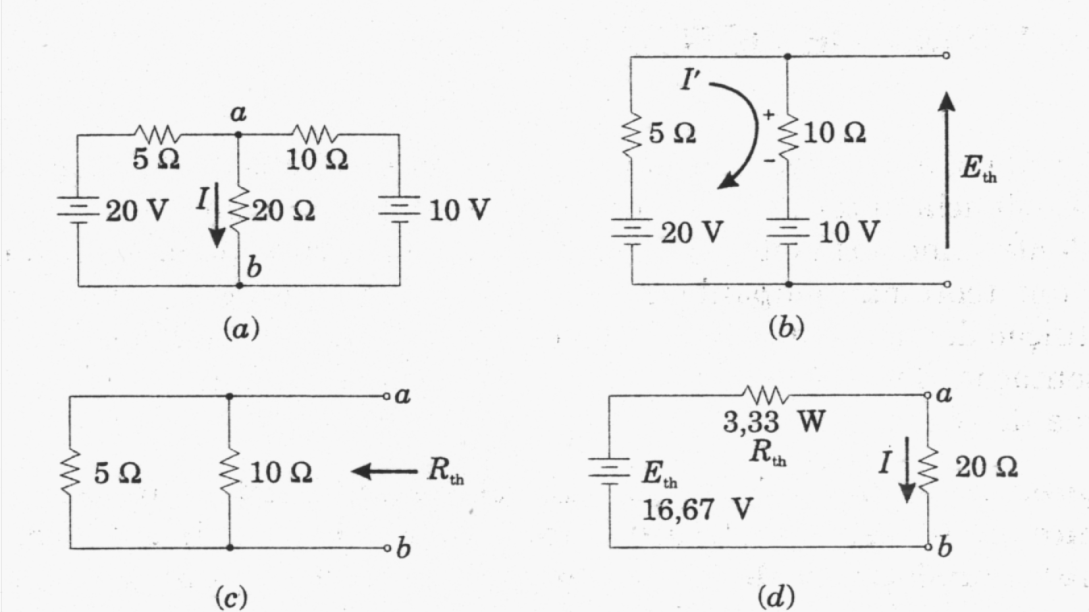 a
5 Ω
10 Ω
20 V
I
20 Ω
10 V
b
(a)
I′
5 Ω
+
10 Ω
−
E_th
20 V
10 V
(b)
a
5 Ω
10 Ω
R_th
b
(c)
a
3,33 W
R_th
E_th
16,67 V
I
20 Ω
b
(d)